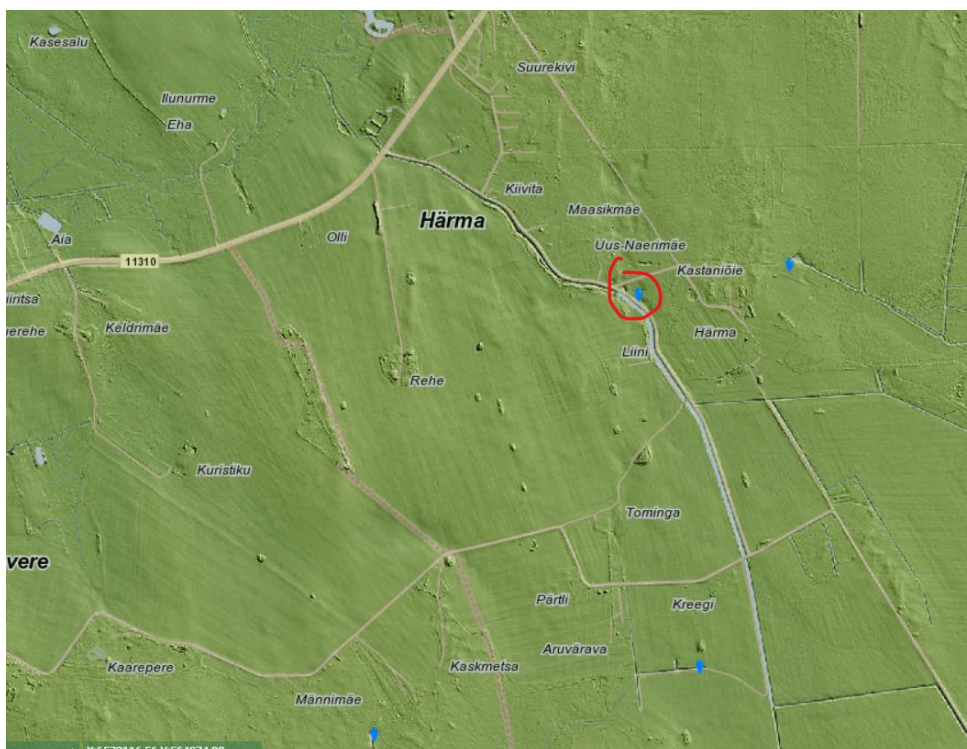 Kasesalu
Suurekivi
Ilunurme
Eha
Kiivita
Maasikmäe
Härma
Olli
Uus-Naerimäe
Aia
11310
Kastaniõie
Keldrimäe
Härma
Liini
Rehe
Kuristiku
Tominga
vere
Pärtli
Kreegi
Aruvärava
Kaarepere
Kaskmetsa
Männimäe